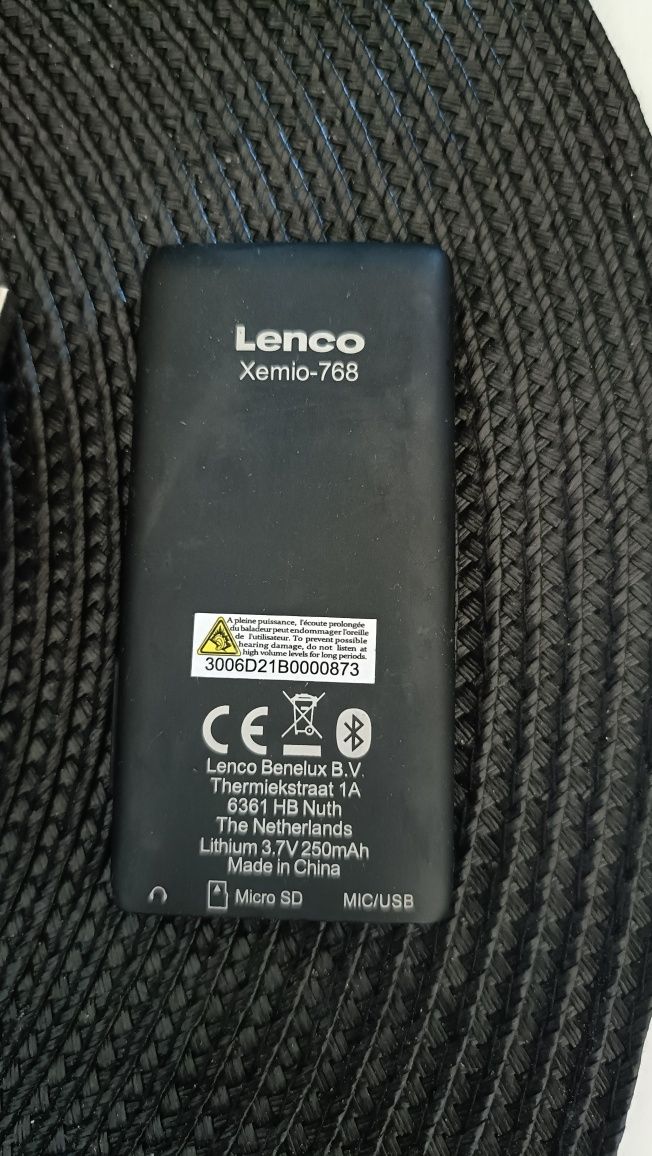 Lenco
Xemio-768
A pleine puissance, l'écoute prolongée
du baladeur peut endommager l'oreille
de l'utilisateur. To prevent possible
hearing damage, do not listen at
high volume levels for long periods.
3006D21B0000873
CE
Lenco Benelux B.V.
Thermiekstraat 1A
6361 HB Nuth
The Netherlands
Lithium 3.7V 250mAh
Made in China
Micro SD MIC/USB